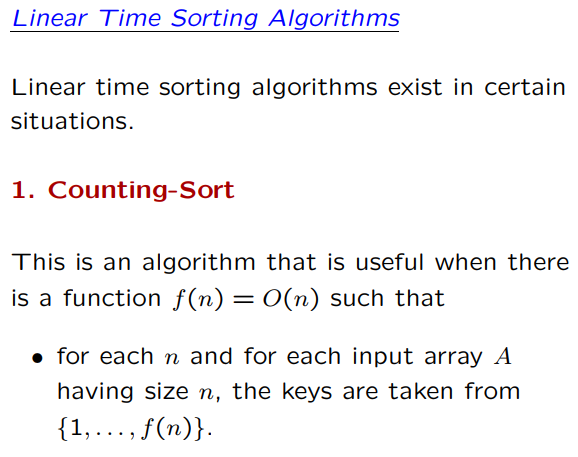 Linear Time Sorting Algorithms
Linear time sorting algorithms exist in certain
situations.
1. Counting-Sort
This is an algorithm that is useful when there
is a function f(n) = O(n) such that
• for each n and for each input array A
having size n, the keys are taken from
{1, . . . , f(n)}.